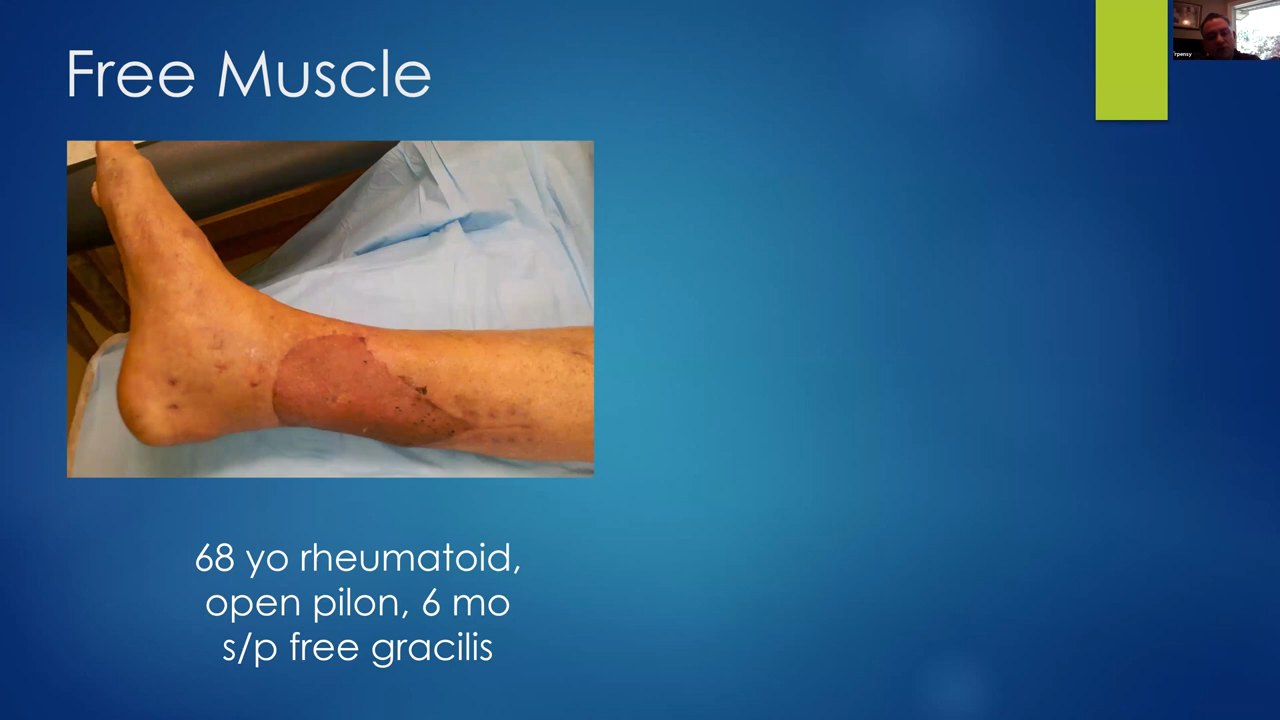 Free Muscle
68 yo rheumatoid,
open pilon, 6 mo
s/p free gracilis